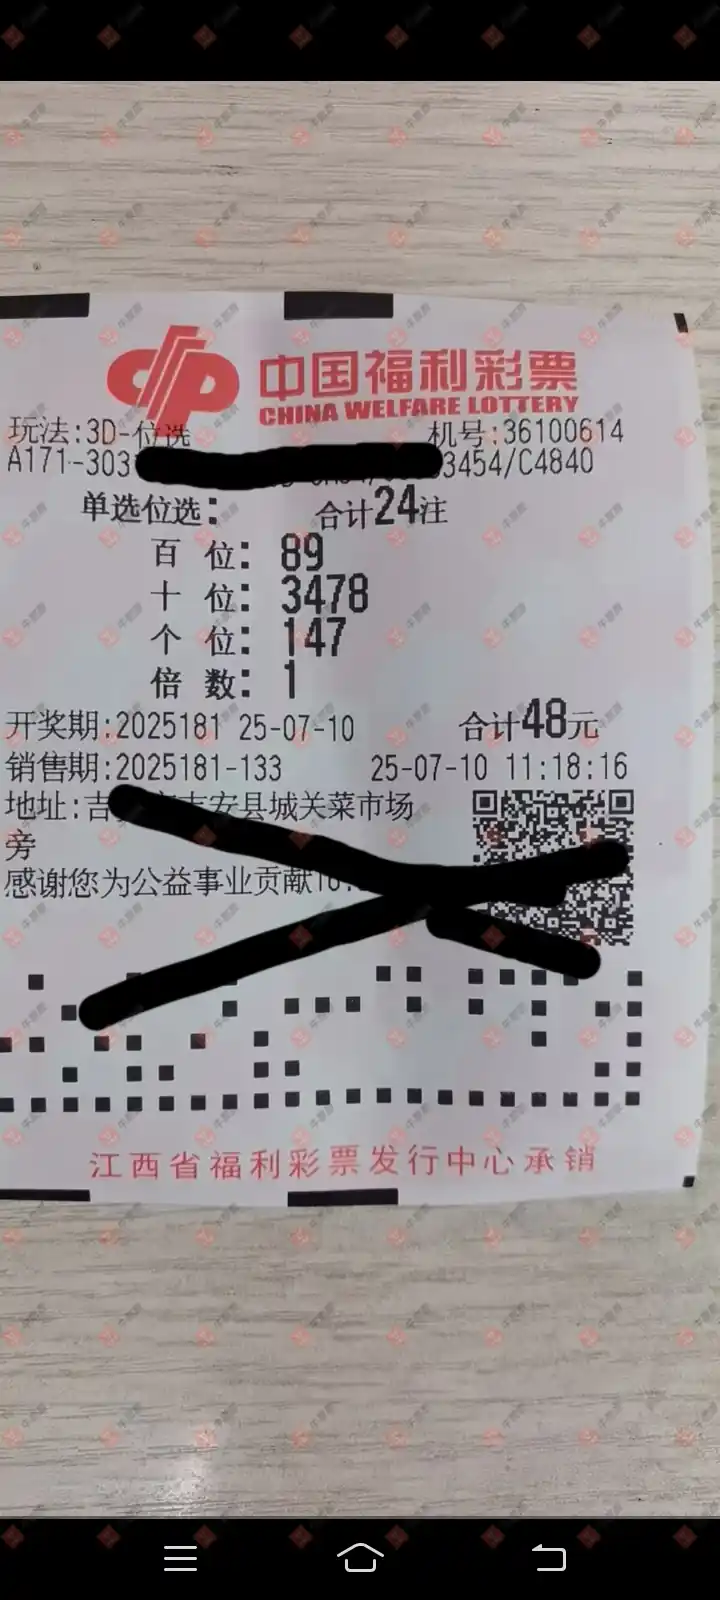 中国福利彩票
CHINA WELFARE LOTTERY
玩法:3D-位选 机号:36100614
A171-303 3454/C4840
单选位选: 合计24注
百 位: 89
十 位: 3478
个 位: 147
倍 数: 1
开奖期:2025181 25-07-10 合计48元
销售期:2025181-133 25-07-10 11:18:16
地址:吉 吉安县城关菜市场
旁
感谢您为公益事业贡献16.
江西省福利彩票发行中心承销